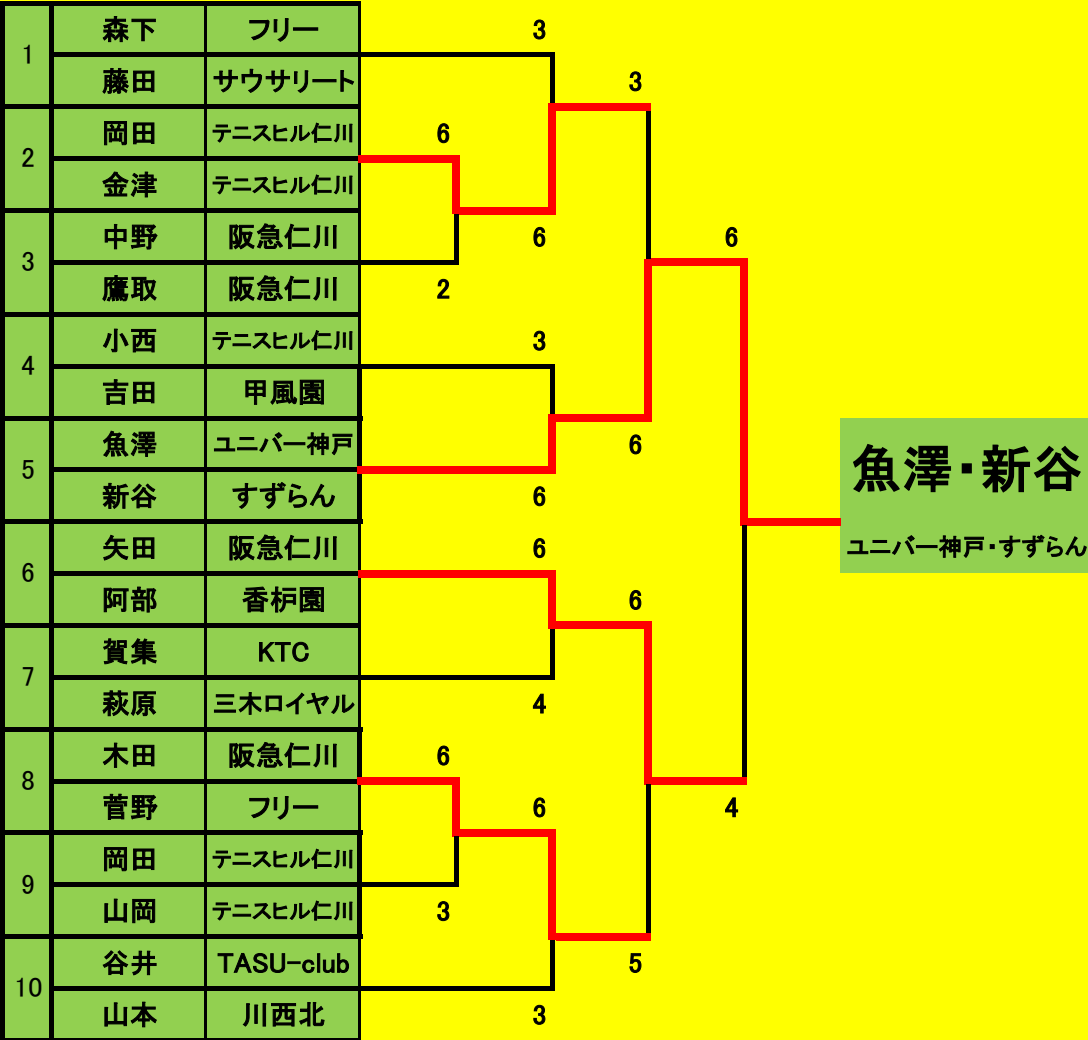 1
森下 フリー
藤田 サウサリート
2
岡田 テニスヒル仁川
金津 テニスヒル仁川
3
中野 阪急仁川
鷹取 阪急仁川
4
小西 テニスヒル仁川
吉田 甲風園
5
魚澤 ユニバー神戸
新谷 すずらん
6
矢田 阪急仁川
阿部 香枦園
7
賀集 KTC
萩原 三木ロイヤル
8
木田 阪急仁川
菅野 フリー
9
岡田 テニスヒル仁川
山岡 テニスヒル仁川
10
谷井 TASU-club
山本 川西北
6
2
6
3
3
6
3
6
6
4
6
3
3
6
6
5
6
4
魚澤・新谷
ユニバー神戸・すずらん